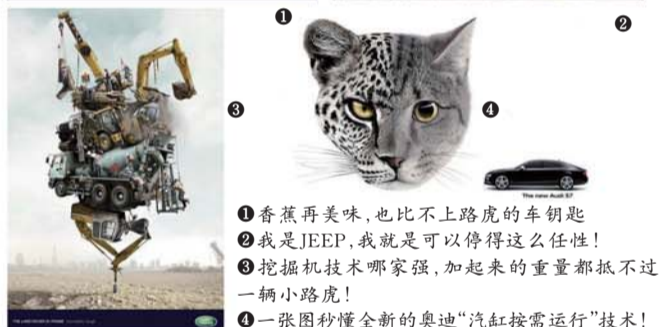 ❶
❷
❸
❹
The new Audi S7
❶香蕉再美味,也比不上路虎的车钥匙
❷我是JEEP,我就是可以停得这么任性!
❸挖掘机技术哪家强,加起来的重量都抵不过
一辆小路虎!
❹一张图秒懂全新的奥迪“汽缸按需运行”技术!